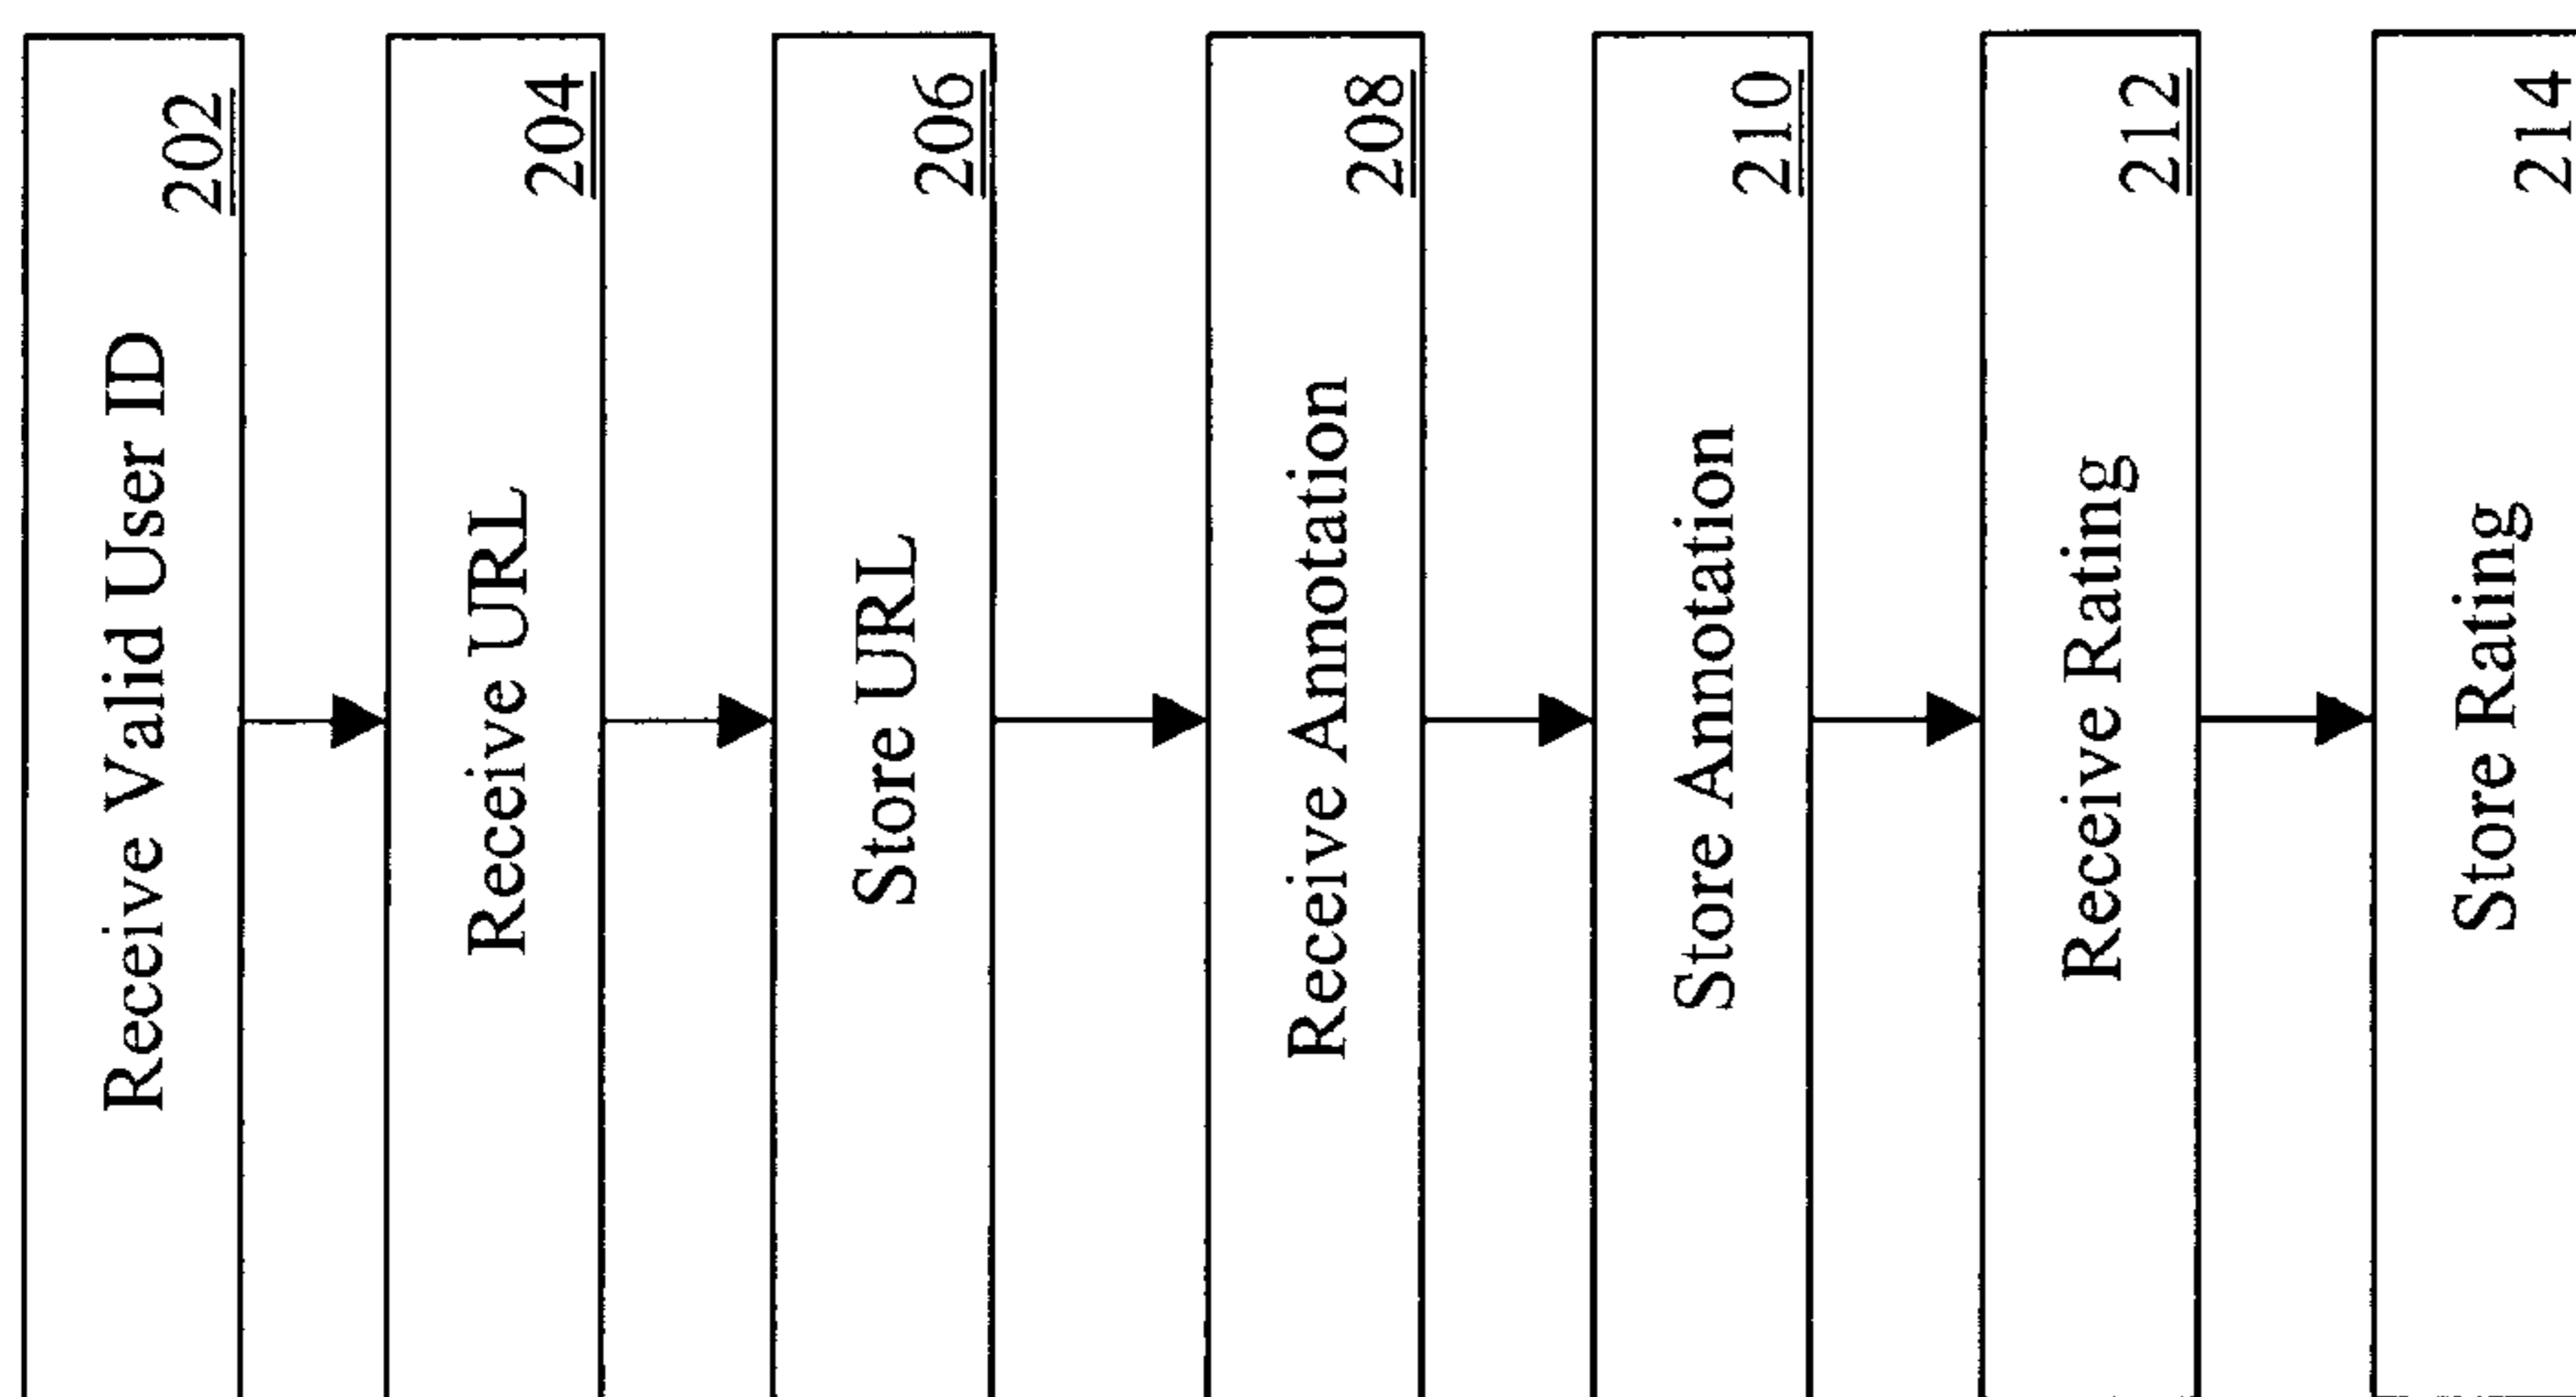 Receive Valid User ID
202
Receive URL
204
Store URL
206
Receive Annotation
208
Store Annotation
210
Receive Rating
212
Store Rating
214